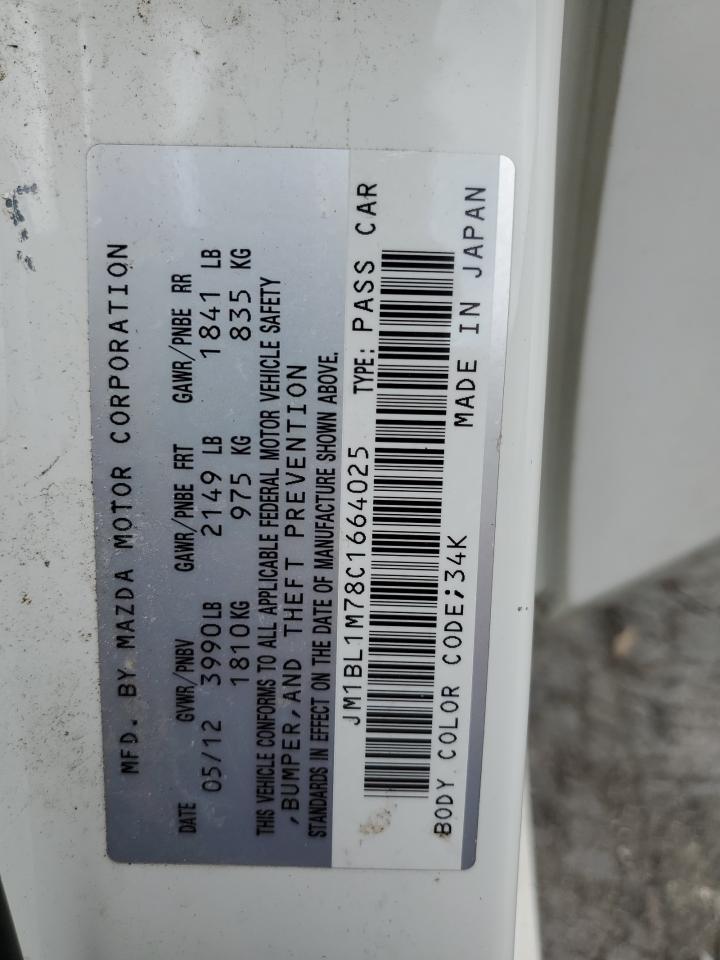 MFD. BY MAZDA MOTOR CORPORATION
DATE GVWR/PNBV GAWR/PNBE FRT GAWR/PNBE RR
05/12 3990LB 2149 LB 1841 LB
1810KG 975 KG 835 KG
THIS VEHICLE CONFORMS TO ALL APPLICABLE FEDERAL MOTOR VEHICLE SAFETY
,BUMPER,AND THEFT PREVENTION
STANDARDS IN EFFECT ON THE DATE OF MANUFACTURE SHOWN ABOVE.
JM1BL1M78C1664025 TYPE: PASS CAR
BODY COLOR CODE;34K MADE IN JAPAN